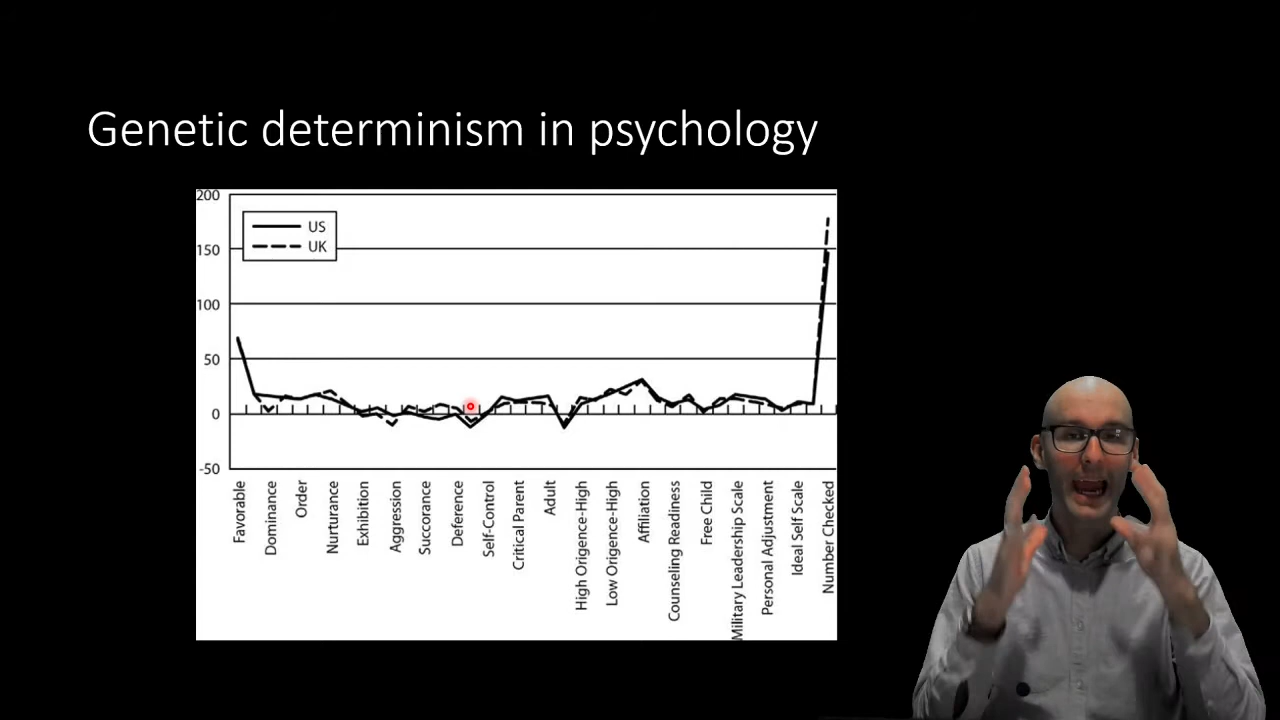 Genetic determinism in psychology
200
150
100
50
0
-50
US
UK
Favorable
Dominance
Order
Nurturance
Exhibition
Aggression
Succorance
Deference
Self-Control
Critical Parent
Adult
High Origence-High
Low Origence-High
Affiliation
Counseling Readiness
Free Child
Military Leadership Scale
Personal Adjustment
Ideal Self Scale
Number Checked